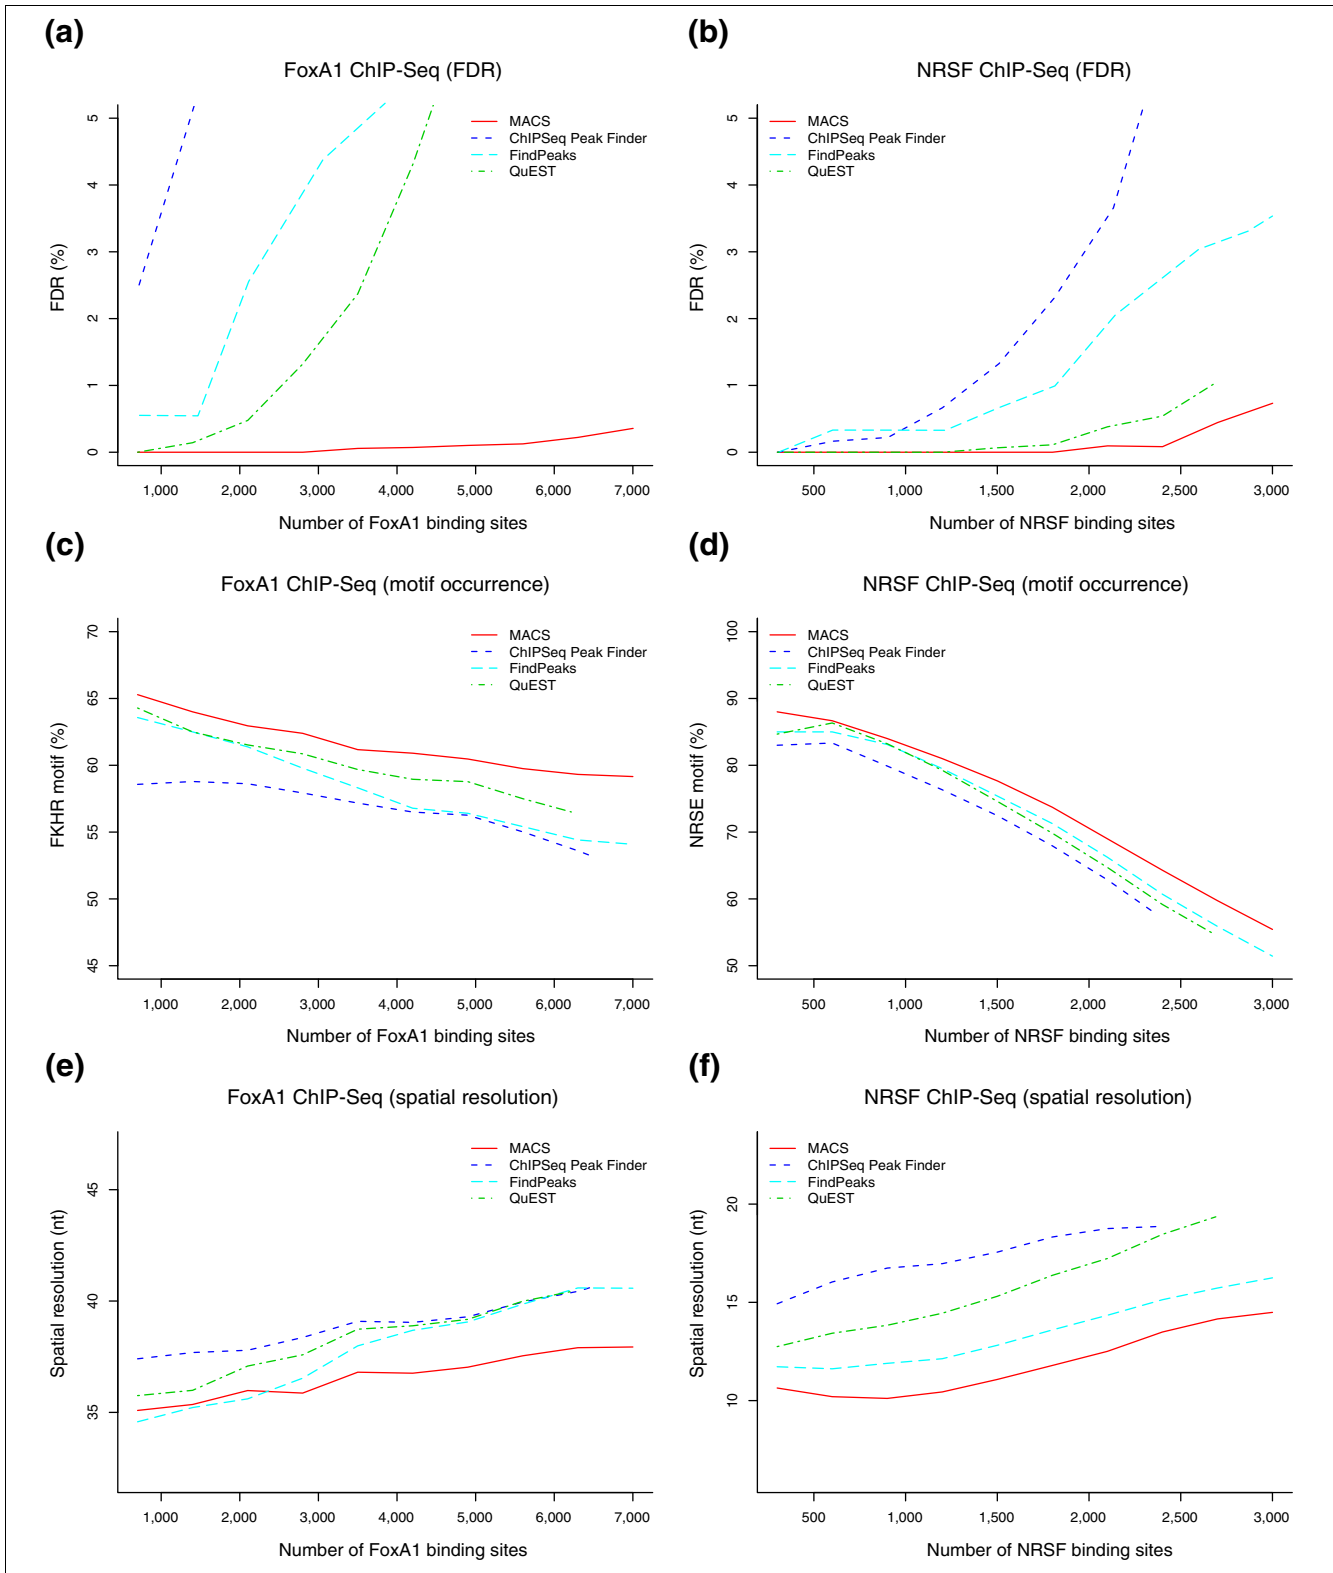 (a)
FoxA1 ChIP-Seq (FDR)
MACS
ChIPSeq Peak Finder
FindPeaks
QuEST
FDR (%)
0
1
2
3
4
5
1,000
2,000
3,000
4,000
5,000
6,000
7,000
Number of FoxA1 binding sites
(b)
NRSF ChIP-Seq (FDR)
MACS
ChIPSeq Peak Finder
FindPeaks
QuEST
FDR (%)
0
1
2
3
4
5
500
1,000
1,500
2,000
2,500
3,000
Number of NRSF binding sites
(c)
FoxA1 ChIP-Seq (motif occurrence)
MACS
ChIPSeq Peak Finder
FindPeaks
QuEST
FKHR motif (%)
45
50
55
60
65
70
1,000
2,000
3,000
4,000
5,000
6,000
7,000
Number of FoxA1 binding sites
(d)
NRSF ChIP-Seq (motif occurrence)
MACS
ChIPSeq Peak Finder
FindPeaks
QuEST
NRSE motif (%)
50
60
70
80
90
100
500
1,000
1,500
2,000
2,500
3,000
Number of NRSF binding sites
(e)
FoxA1 ChIP-Seq (spatial resolution)
MACS
ChIPSeq Peak Finder
FindPeaks
QuEST
Spatial resolution (nt)
35
40
45
1,000
2,000
3,000
4,000
5,000
6,000
7,000
Number of FoxA1 binding sites
(f)
NRSF ChIP-Seq (spatial resolution)
MACS
ChIPSeq Peak Finder
FindPeaks
QuEST
Spatial resolution (nt)
10
15
20
500
1,000
1,500
2,000
2,500
3,000
Number of NRSF binding sites